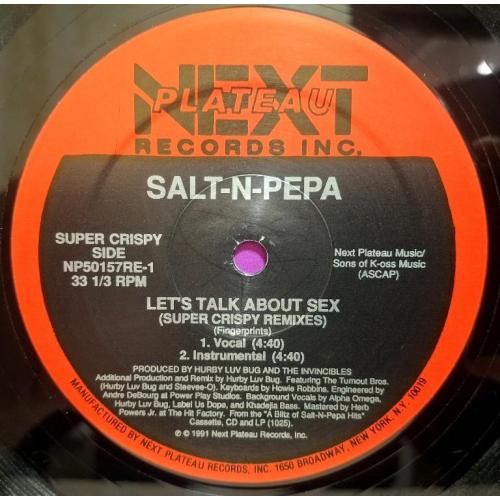 NEXT
PLATEAU
RECORDS INC.
SALT-N-PEPA
SUPER CRISPY
SIDE
NP50157RE-1
33 1/3 RPM
Next Plateau Music/
Sons of K-oss Music
(ASCAP)
LET'S TALK ABOUT SEX
(SUPER CRISPY REMIXES)
(Fingerprints)
1. Vocal (4:40)
2. Instrumental (4:40)
PRODUCED BY HURBY LUV BUG AND THE INVINCIBLES
Additional Production and Remix by Hurby Luv Bug. Featuring The Turnout Bros.
(Hurby Luv Bug and Steevee-O). Keyboards by Howie Robbins. Engineered by
Andre DeBourg at Power Play Studios. Background Vocals by Alpha Omega,
Hurby Luv Bug, Label Us Dope, and Khadejia Bass. Mastered by Herb
Powers Jr. at The Hit Factory. From the "A Blitz of Salt-N-Pepa Hits"
Cassette, CD and LP (1025).
℗ © 1991 Next Plateau Records, Inc.
MANUFACTURED BY NEXT PLATEAU RECORDS, INC. 1650 BROADWAY, N.Y. N.Y. 10019